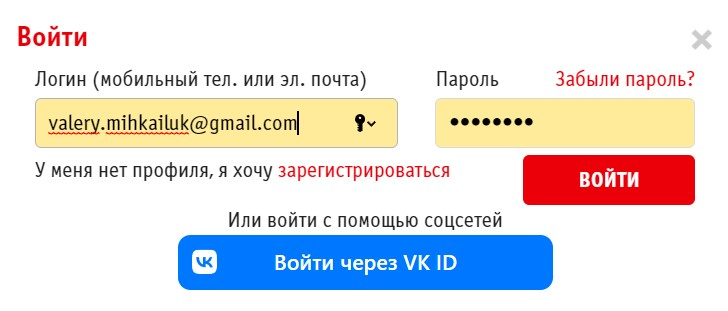 Войти
Логин (мобильный тел. или эл. почта) Пароль Забыли пароль?
valery.mihkailuk@gmail.com ••••••••
У меня нет профиля, я хочу зарегистрироваться ВОЙТИ
Или войти с помощью соцсетей
Войти через VK ID